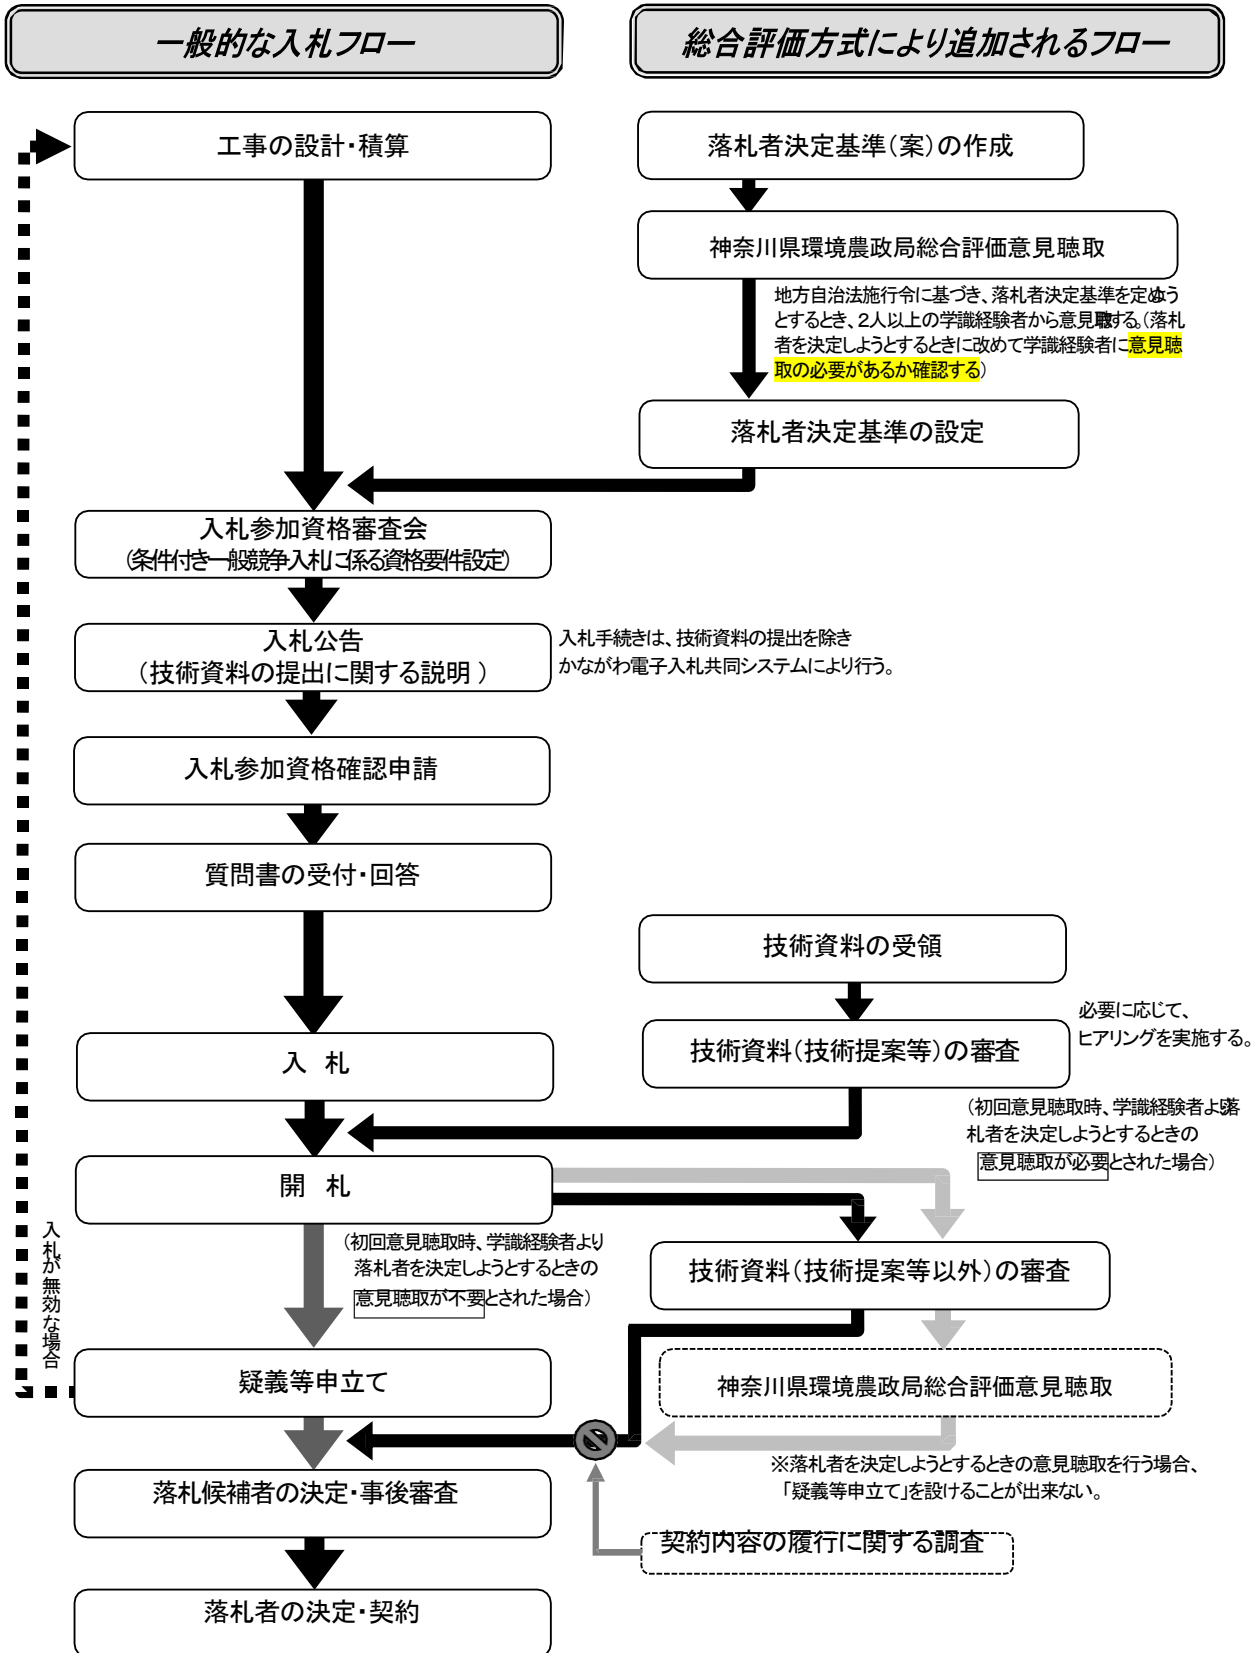 一般的な入札フロー
総合評価方式により追加されるフロー
工事の設計・積算
落札者決定基準(案)の作成
神奈川県環境農政局総合評価意見聴取
地方自治法施行令に基づき、落札者決定基準を定めよう
とするとき、2人以上の学識経験者から意見聴取する。(落札
者を決定しようとするときに改めて学識経験者に意見聴
取の必要があるか確認する)
落札者決定基準の設定
入札参加資格審査会
(条件付き一般競争入札に係る資格要件設定)
入札公告
(技術資料の提出に関する説明)
入札手続きは、技術資料の提出を除き
かながわ電子入札共同システムにより行う。
入札参加資格確認申請
質問書の受付・回答
技術資料の受領
必要に応じて、
ヒアリングを実施する。
入 札
技術資料(技術提案等)の審査
(初回意見聴取時、学識経験者より落
札者を決定しようとするときの
意見聴取が必要とされた場合)
開 札
(初回意見聴取時、学識経験者より
落札者を決定しようとするときの
意見聴取が不要とされた場合)
技術資料(技術提案等以外)の審査
入札が無効な場合
疑義等申立て
神奈川県環境農政局総合評価意見聴取
※落札者を決定しようとするときの意見聴取を行う場合、
「疑義等申立て」を設けることが出来ない。
落札候補者の決定・事後審査
契約内容の履行に関する調査
落札者の決定・契約